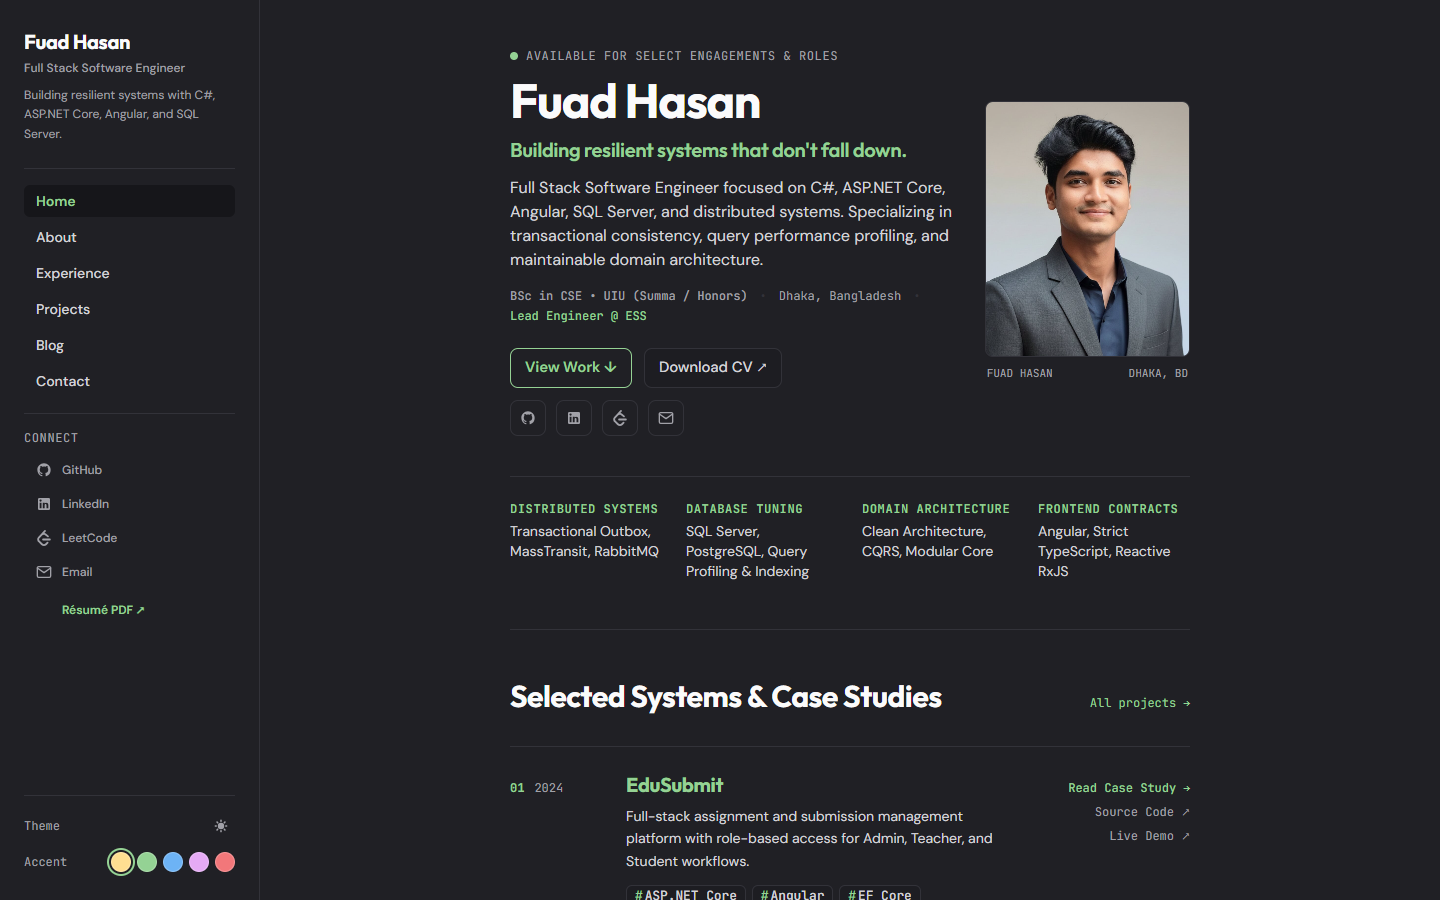 Fuad Hasan
Full Stack Software Engineer
Building resilient systems with C#,
ASP.NET Core, Angular, and SQL
Server.
Home
About
Experience
Projects
Blog
Contact
CONNECT
GitHub
LinkedIn
LeetCode
Email
Résumé PDF ↗
Theme
Accent
AVAILABLE FOR SELECT ENGAGEMENTS & ROLES
Fuad Hasan
Building resilient systems that don't fall down.
Full Stack Software Engineer focused on C#, ASP.NET Core,
Angular, SQL Server, and distributed systems. Specializing in
transactional consistency, query performance profiling, and
maintainable domain architecture.
BSc in CSE • UIU (Summa / Honors) · Dhaka, Bangladesh ·
Lead Engineer @ ESS
View Work ↓
Download CV ↗
FUAD HASAN
DHAKA, BD
DISTRIBUTED SYSTEMS
Transactional Outbox,
MassTransit, RabbitMQ
DATABASE TUNING
SQL Server,
PostgreSQL, Query
Profiling & Indexing
DOMAIN ARCHITECTURE
Clean Architecture,
CQRS, Modular Core
FRONTEND CONTRACTS
Angular, Strict
TypeScript, Reactive
RxJS
Selected Systems & Case Studies
All projects →
01 2024
EduSubmit
Full-stack assignment and submission management
platform with role-based access for Admin, Teacher, and
Student workflows.
#ASP.NET Core
#Angular
#EF Core
Read Case Study →
Source Code ↗
Live Demo ↗